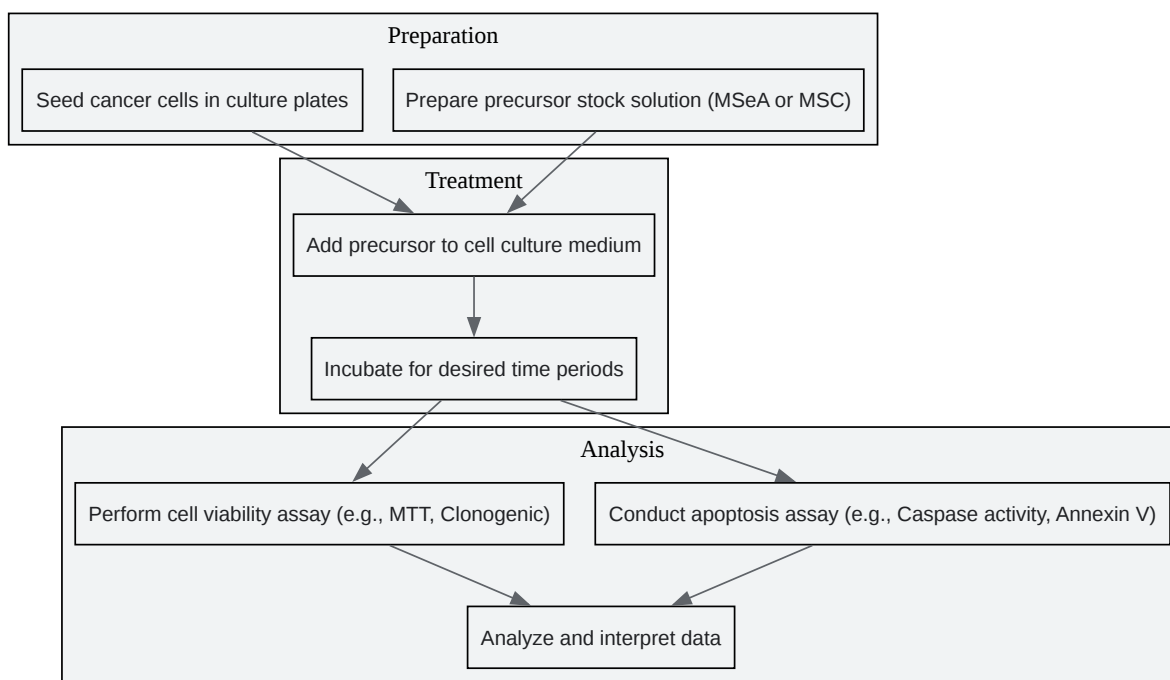 Preparation
Seed cancer cells in culture plates
Prepare precursor stock solution (MSeA or MSC)
Treatment
Add precursor to cell culture medium
Incubate for desired time periods
Analysis
Perform cell viability assay (e.g., MTT, Clonogenic)
Conduct apoptosis assay (e.g., Caspase activity, Annexin V)
Analyze and interpret data